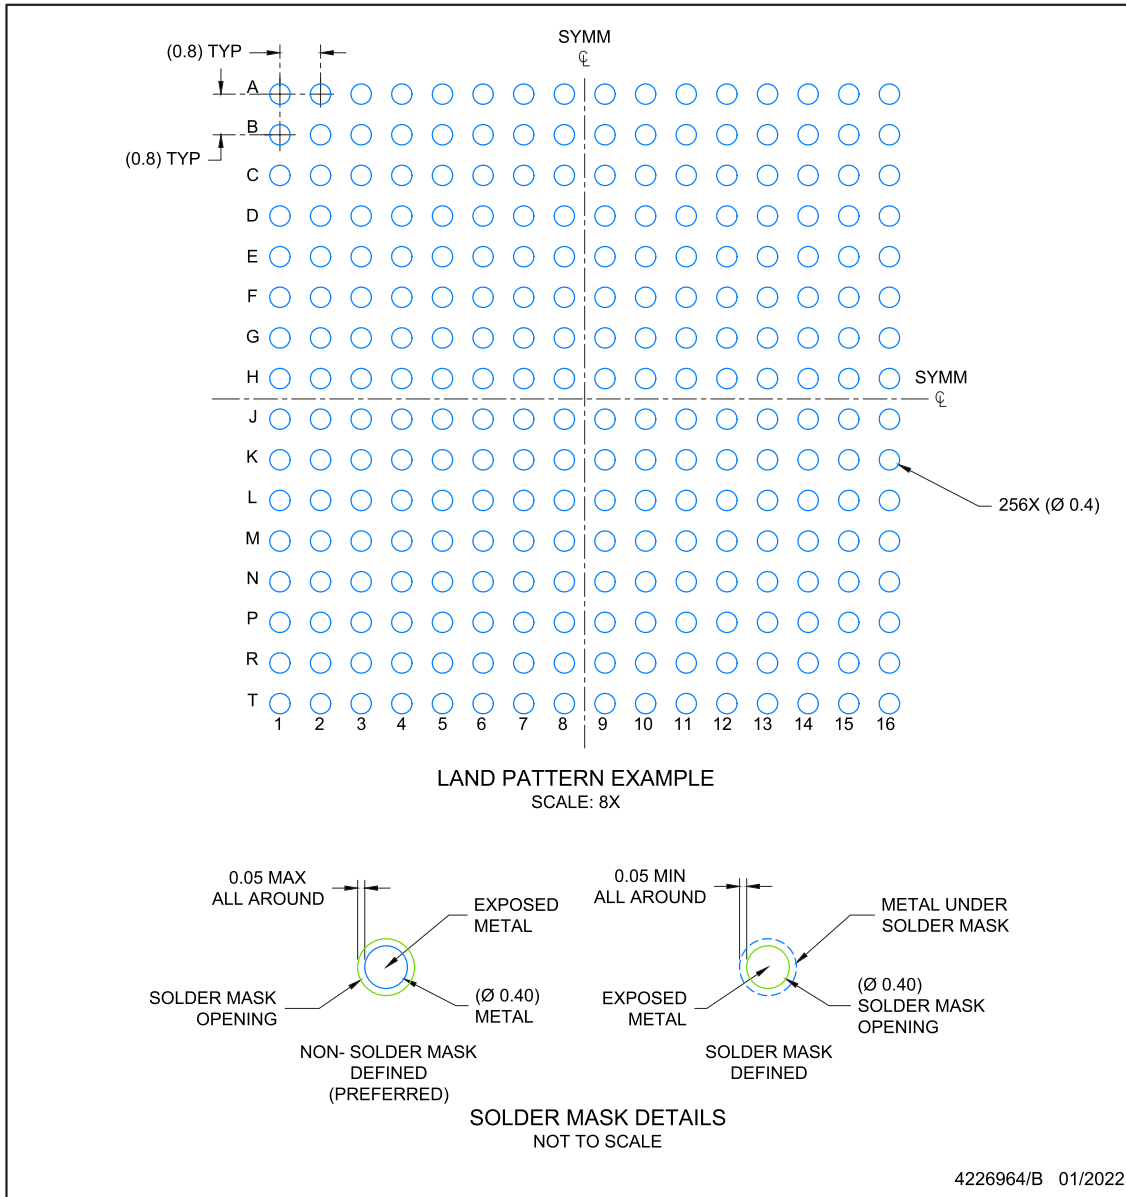 (0.8) TYP
SYMM
℄
A
B
(0.8) TYP
C
D
E
F
G
H
SYMM
℄
J
K
L
256X (Ø 0.4)
M
N
P
R
T
1 2 3 4 5 6 7 8 9 10 11 12 13 14 15 16
LAND PATTERN EXAMPLE
SCALE: 8X
0.05 MAX
ALL AROUND
EXPOSED
METAL
SOLDER MASK
OPENING
(Ø 0.40)
METAL
NON- SOLDER MASK
DEFINED
(PREFERRED)
0.05 MIN
ALL AROUND
METAL UNDER
SOLDER MASK
EXPOSED
METAL
(Ø 0.40)
SOLDER MASK
OPENING
SOLDER MASK
DEFINED
SOLDER MASK DETAILS
NOT TO SCALE
4226964/B 01/2022